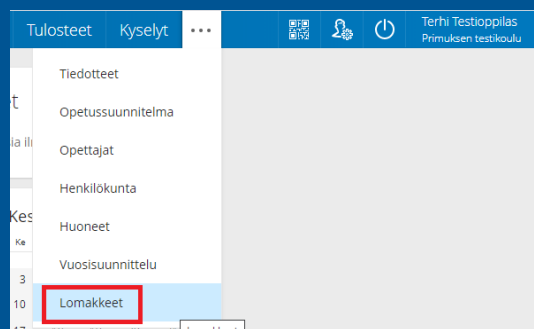 Tulosteet Kyselyt ... Terhi Testioppilas
Primuksen testikoulu
Tiedotteet
Opetussuunnitelma
Opettajat
Henkilökunta
Kes
Huoneet
Ke
Vuosisuunnittelu
3
10 Lomakkeet